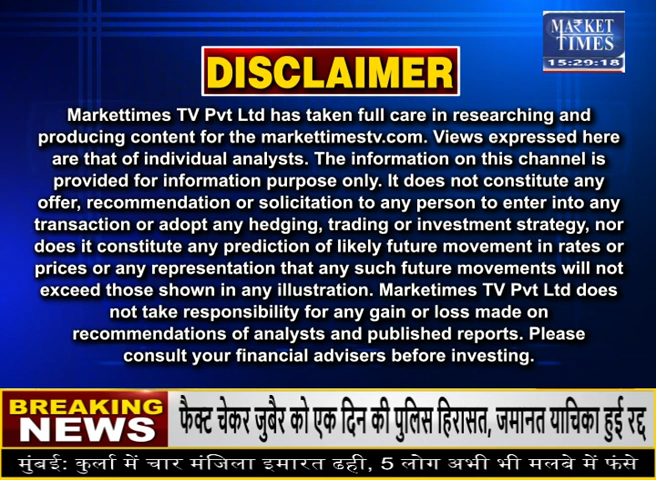 MARKET
TIMES
15:29:18
DISCLAIMER
Markettimes TV Pvt Ltd has taken full care in researching and
producing content for the markettimestv.com. Views expressed here
are that of individual analysts. The information on this channel is
provided for information purpose only. It does not constitute any
offer, recommendation or solicitation to any person to enter into any
transaction or adopt any hedging, trading or investment strategy, nor
does it constitute any prediction of likely future movement in rates or
prices or any representation that any such future movements will not
exceed those shown in any illustration. Marketimes TV Pvt Ltd does
not take responsibility for any gain or loss made on
recommendations of analysts and published reports. Please
consult your financial advisers before investing.
BREAKING
NEWS
फैक्ट चेकर जुबैर को एक दिन की पुलिस हिरासत, जमानत याचिका हुई रद्द
मुंबई: कुर्ला में चार मंजिला इमारत ढही, 5 लोग अभी भी मलबे में फंसे